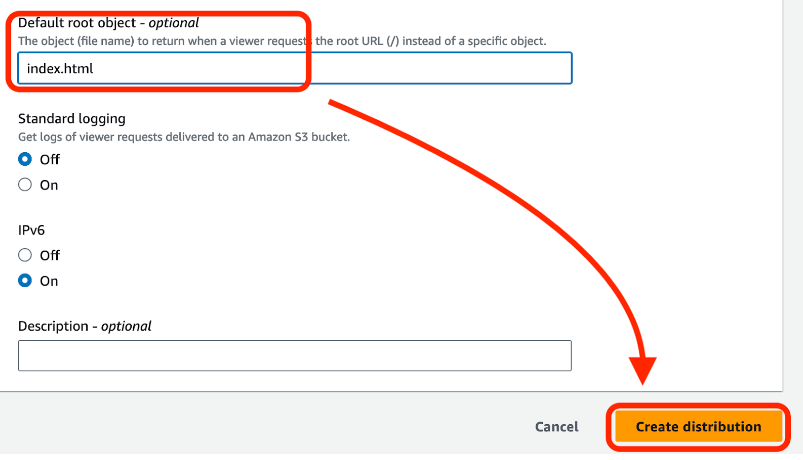 Default root object - optional
The object (file name) to return when a viewer requests the root URL (/) instead of a specific object.
index.html
Standard logging
Get logs of viewer requests delivered to an Amazon S3 bucket.
Off
On
IPv6
Off
On
Description - optional
Cancel
Create distribution